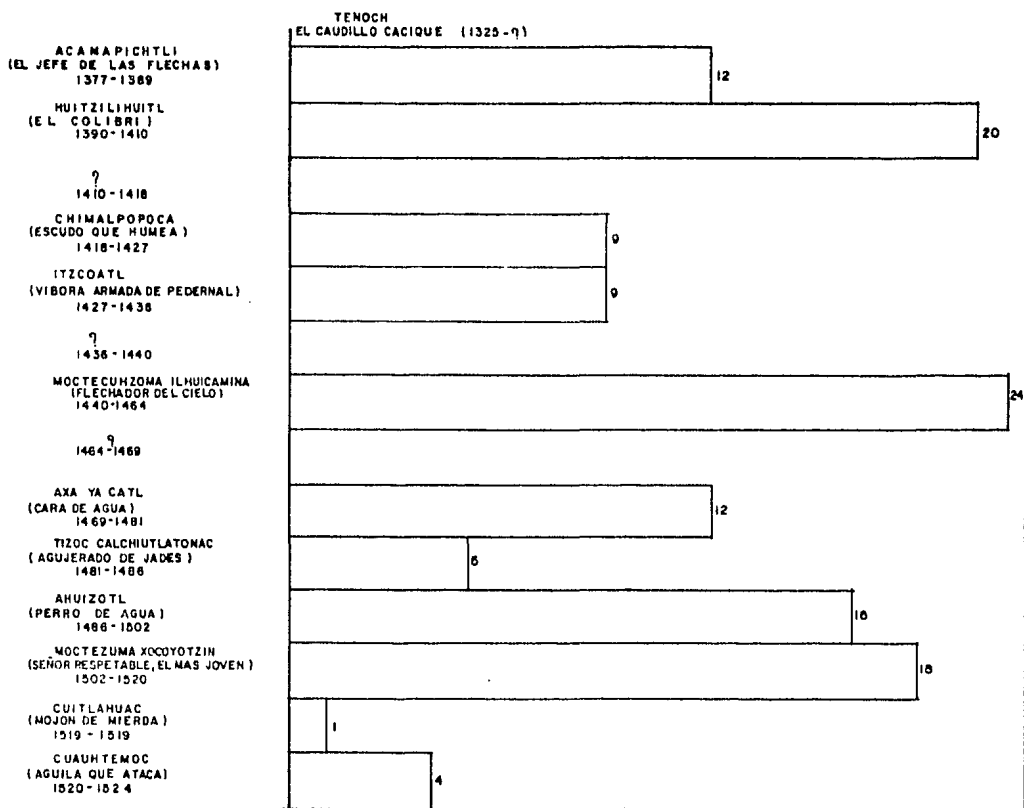 TENOCH
EL CAUDILLO CACIQUE (1325-?)
ACAMAPICHTLI
(EL JEFE DE LAS FLECHAS)
1377-1389
12
HUITZILIHUITL
(EL COLIBRI)
1390-1410
20
?
1410-1418
CHIMALPOPOCA
(ESCUDO QUE HUMEA)
1418-1427
9
ITZCOATL
(VIBORA ARMADA DE PEDERNAL)
1427-1436
9
?
1436-1440
MOCTECUHZOMA ILHUICAMINA
(FLECHADOR DEL CIELO)
1440-1464
24
?
1464-1469
AXA YA CATL
(CARA DE AGUA)
1469-1481
12
TIZOC CALCHIUTLATONAC
(AGUJERADO DE JADES)
1481-1486
5
AHUIZOTL
(PERRO DE AGUA)
1486-1502
16
MOCTEZUMA XOCOYOTZIN
(SEÑOR RESPETABLE, EL MAS JOVEN)
1502-1520
18
CUITLAHUAC
(MOJON DE MIERDA)
1519-1519
1
CUAUHTEMOC
(AGUILA QUE ATACA)
1520-1524
4